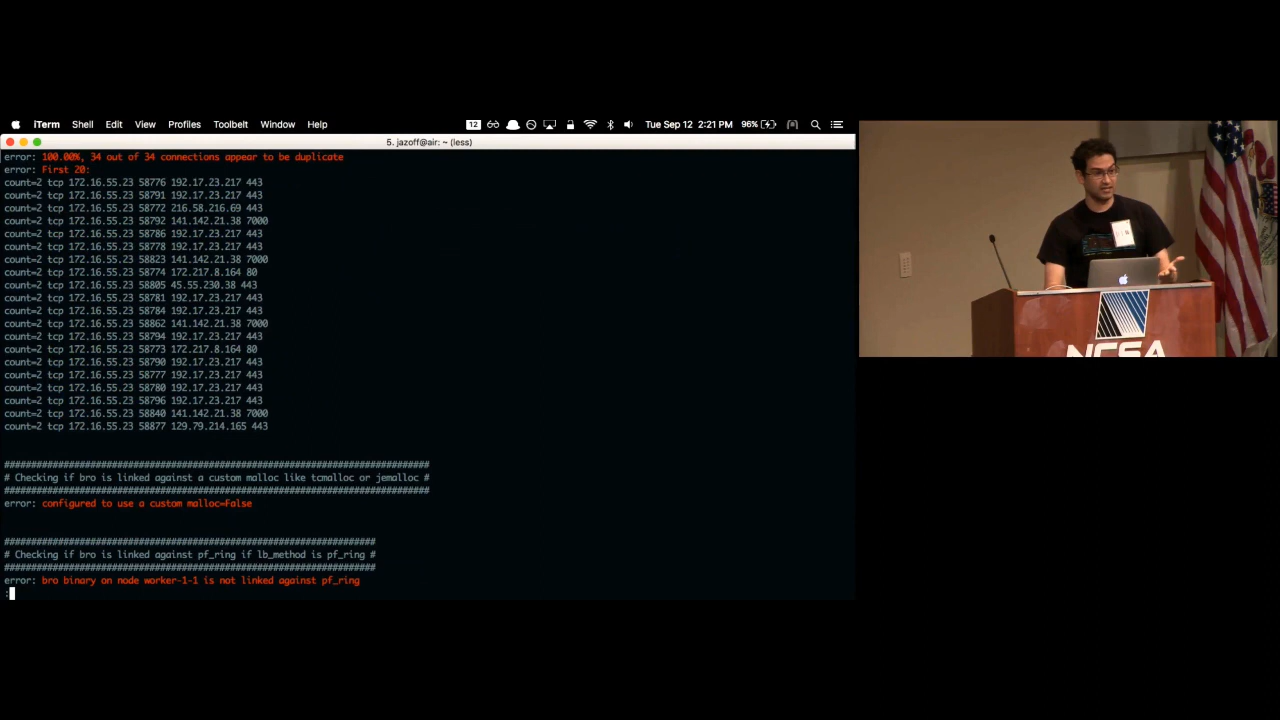 iTerm Shell Edit View Profiles Toolbelt Window Help 12 Tue Sep 12 2:21 PM 96%
5. jazoff@air: ~ (less)
error: 100.00%, 34 out of 34 connections appear to be duplicate
error: First 20:
count=2 tcp 172.16.55.23 58776 192.17.23.217 443
count=2 tcp 172.16.55.23 58791 192.17.23.217 443
count=2 tcp 172.16.55.23 58772 216.58.216.69 443
count=2 tcp 172.16.55.23 58792 141.142.21.38 7000
count=2 tcp 172.16.55.23 58786 192.17.23.217 443
count=2 tcp 172.16.55.23 58778 192.17.23.217 443
count=2 tcp 172.16.55.23 58823 141.142.21.38 7000
count=2 tcp 172.16.55.23 58774 172.217.8.164 80
count=2 tcp 172.16.55.23 58805 45.55.230.38 443
count=2 tcp 172.16.55.23 58781 192.17.23.217 443
count=2 tcp 172.16.55.23 58784 192.17.23.217 443
count=2 tcp 172.16.55.23 58862 141.142.21.38 7000
count=2 tcp 172.16.55.23 58794 192.17.23.217 443
count=2 tcp 172.16.55.23 58773 172.217.8.164 80
count=2 tcp 172.16.55.23 58790 192.17.23.217 443
count=2 tcp 172.16.55.23 58777 192.17.23.217 443
count=2 tcp 172.16.55.23 58780 192.17.23.217 443
count=2 tcp 172.16.55.23 58796 192.17.23.217 443
count=2 tcp 172.16.55.23 58840 141.142.21.38 7000
count=2 tcp 172.16.55.23 58877 129.79.214.165 443
###############################################################################
# Checking if bro is linked against a custom malloc like tcmalloc or jemalloc #
###############################################################################
error: configured to use a custom malloc=False
#####################################################################
# Checking if bro is linked against pf_ring if lb_method is pf_ring #
#####################################################################
error: bro binary on node worker-1-1 is not linked against pf_ring
:
NCSA